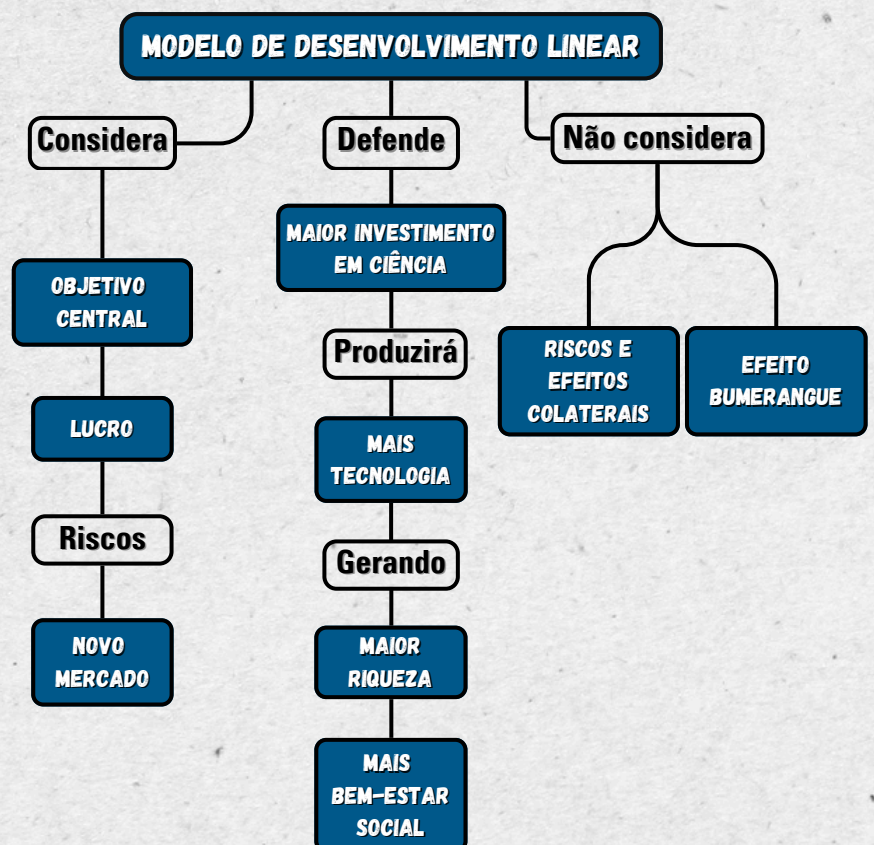 MODELO DE DESENVOLVIMENTO LINEAR
Considera
OBJETIVO
CENTRAL
LUCRO
Riscos
NOVO
MERCADO
Defende
MAIOR INVESTIMENTO
EM CIÊNCIA
Produzirá
MAIS
TECNOLOGIA
Gerando
MAIOR
RIQUEZA
MAIS
BEM-ESTAR
SOCIAL
Não considera
RISCOS E
EFEITOS
COLATERAIS
EFEITO
BUMERANGUE